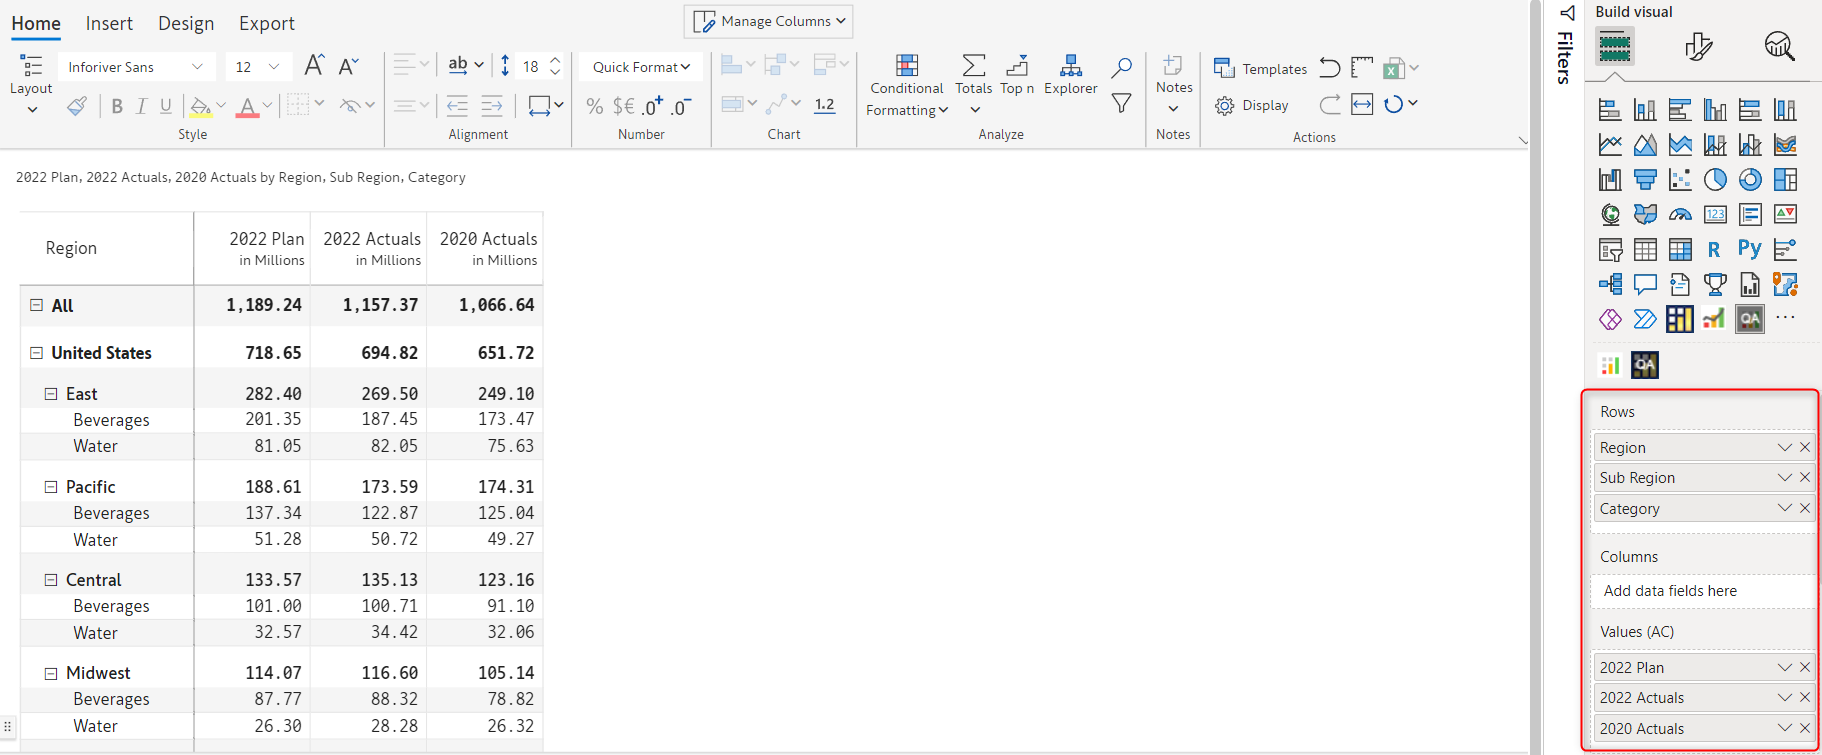 Home Insert Design Export
Manage Columns
Build visual
Filters
Layout
Inforiver Sans 12
ab 18
Quick Format
B I U A
% $€ .0+ .0-
1.2
Conditional Formatting
Totals
Top n
Explorer
Notes
Templates
Display
Style Alignment Number Chart Analyze Notes Actions
2022 Plan, 2022 Actuals, 2020 Actuals by Region, Sub Region, Category
Region 2022 Plan 2022 Actuals 2020 Actuals
in Millions in Millions in Millions
All 1,189.24 1,157.37 1,066.64
United States 718.65 694.82 651.72
East 282.40 269.50 249.10
Beverages 201.35 187.45 173.47
Water 81.05 82.05 75.63
Pacific 188.61 173.59 174.31
Beverages 137.34 122.87 125.04
Water 51.28 50.72 49.27
Central 133.57 135.13 123.16
Beverages 101.00 100.71 91.10
Water 32.57 34.42 32.06
Midwest 114.07 116.60 105.14
Beverages 87.77 88.32 78.82
Water 26.30 28.28 26.32
123
R Py
QA
QA
Rows
Region
Sub Region
Category
Columns
Add data fields here
Values (AC)
2022 Plan
2022 Actuals
2020 Actuals